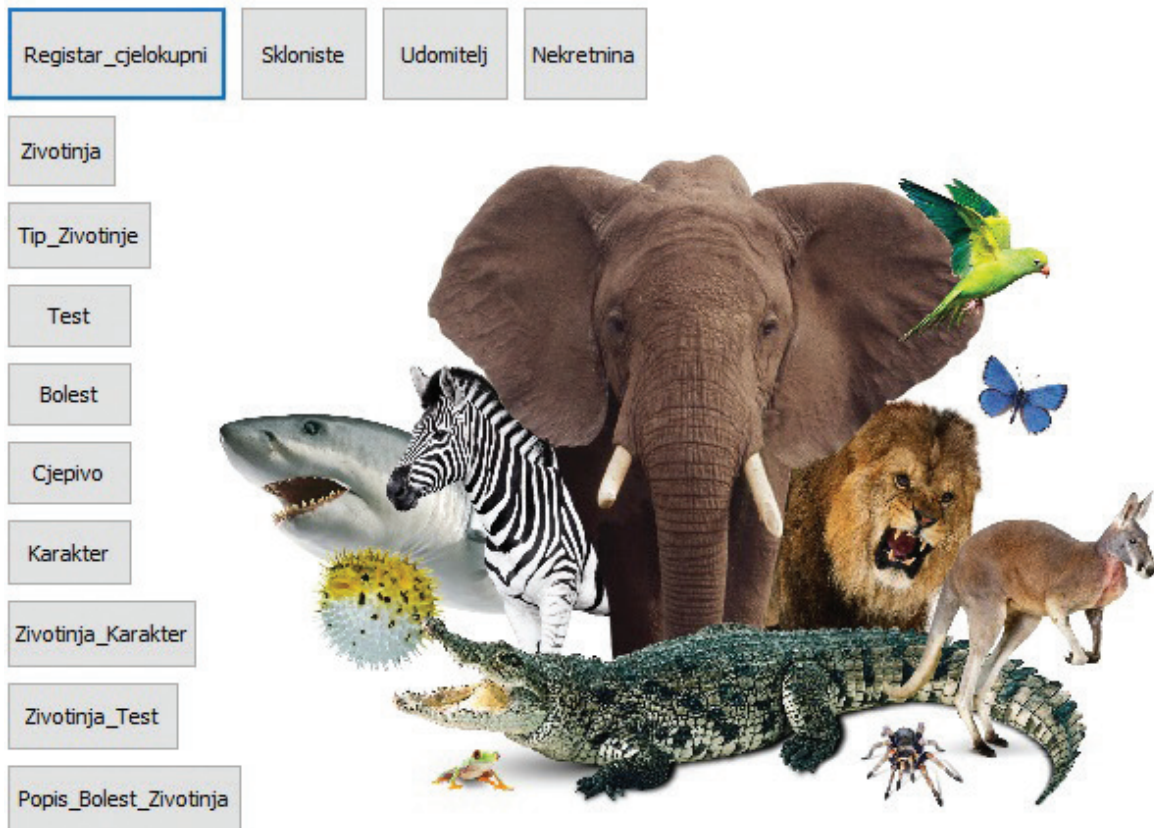 Registar_cjelokupni
Skloniste
Udomitelj
Nekretnina
Zivotinja
Tip_Zivotinje
Test
Bolest
Cjepivo
Karakter
Zivotinja_Karakter
Zivotinja_Test
Popis_Bolest_Zivotinja